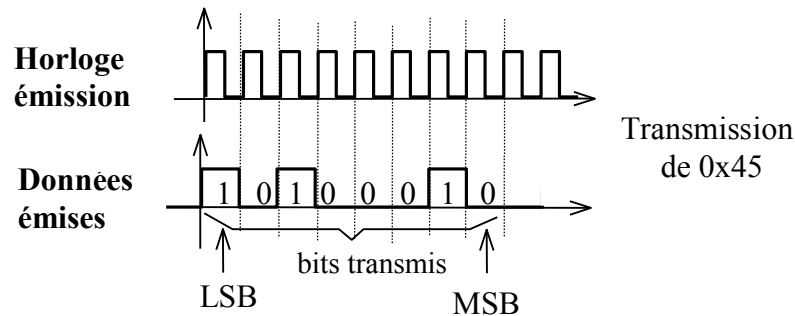 Horloge
émission
Transmission
de 0x45
Données
émises
1 0 1 0 0 0 1 0
bits transmis
LSB
MSB